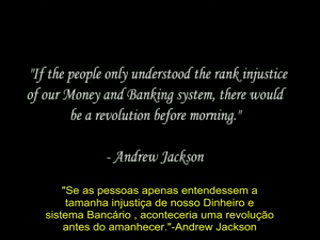 "If the people only understood the rank injustice
of our Money and Banking system, there would
be a revolution before morning."
- Andrew Jackson
"Se as pessoas apenas entendessem a
tamanha injustiça de nosso Dinheiro e
sistema Bancário , aconteceria uma revolução
antes do amanhecer."-Andrew Jackson